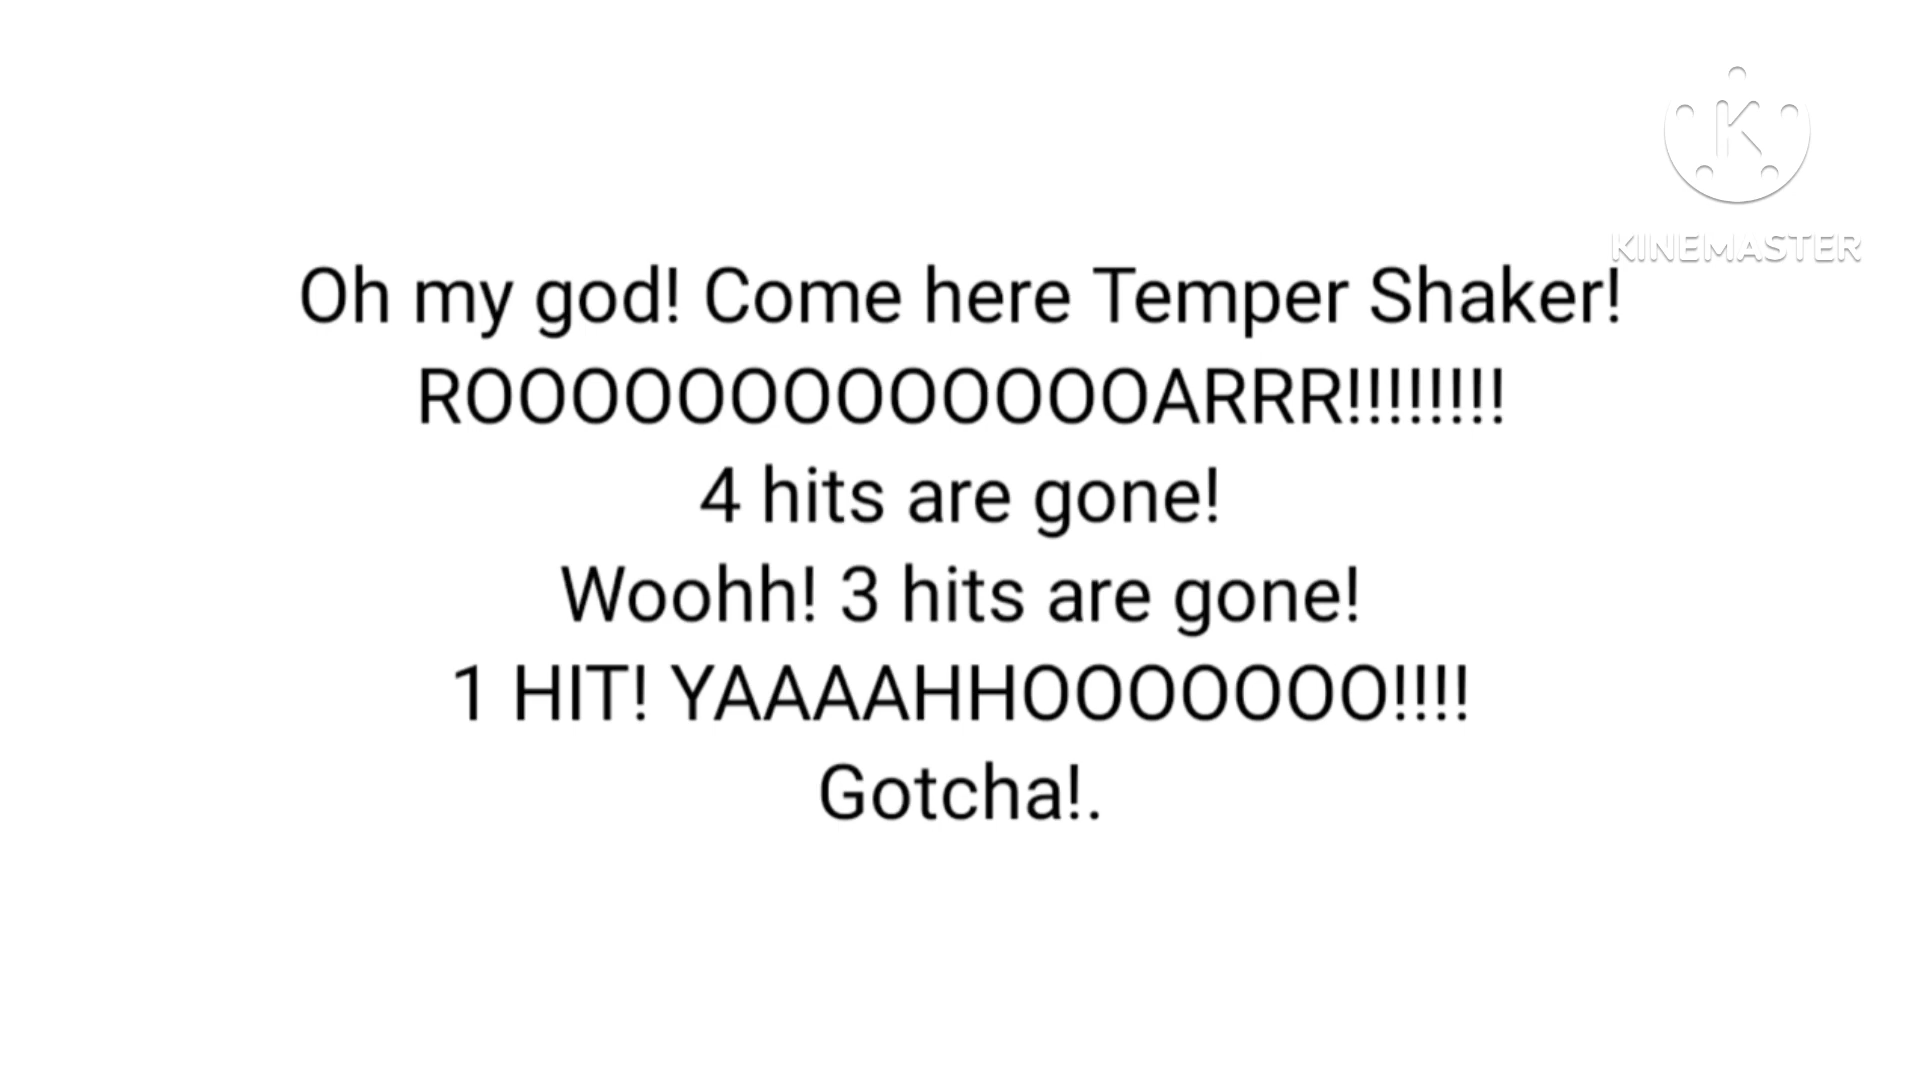 K
KINEMASTER
Oh my god! Come here Temper Shaker!
ROOOOOOOOOOOOOARRR!!!!!!!!
4 hits are gone!
Woohh! 3 hits are gone!
1 HIT! YAAAAHHOOOOOOO!!!!
Gotcha!.